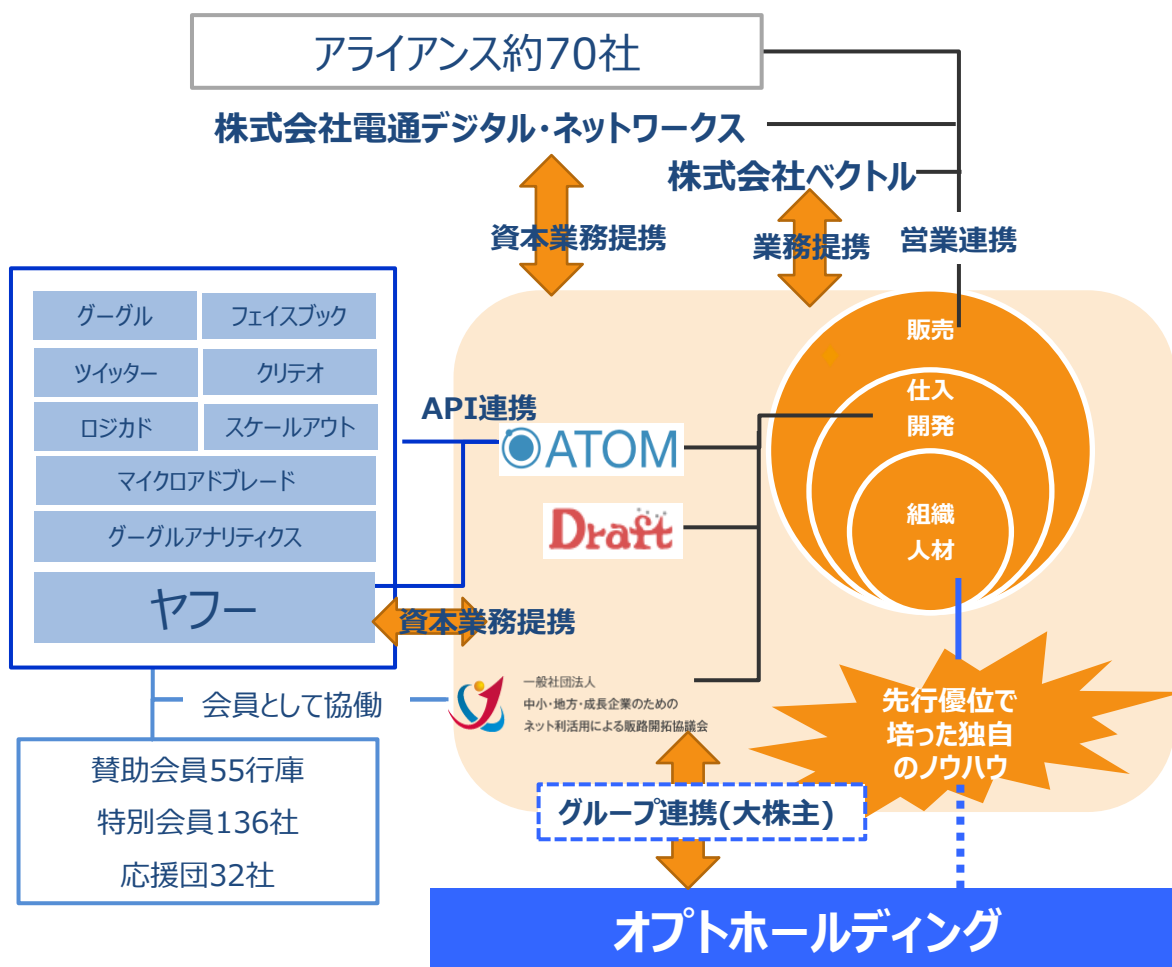 アライアンス約70社
株式会社電通デジタル・ネットワークス
株式会社ベクトル
資本業務提携
業務提携
営業連携
グーグル
フェイスブック
ツイッター
クリテオ
ロジカド
スケールアウト
マイクロアドブレード
グーグルアナリティクス
ヤフー
API連携
ATOM
Draft
資本業務提携
販売
仕入
開発
組織
人材
会員として協働
一般社団法人
中小・地方・成長企業のための
ネット利活用による販路開拓協議会
先行優位で
培った独自
のノウハウ
賛助会員55行庫
特別会員136社
応援団32社
グループ連携(大株主)
オプトホールディング